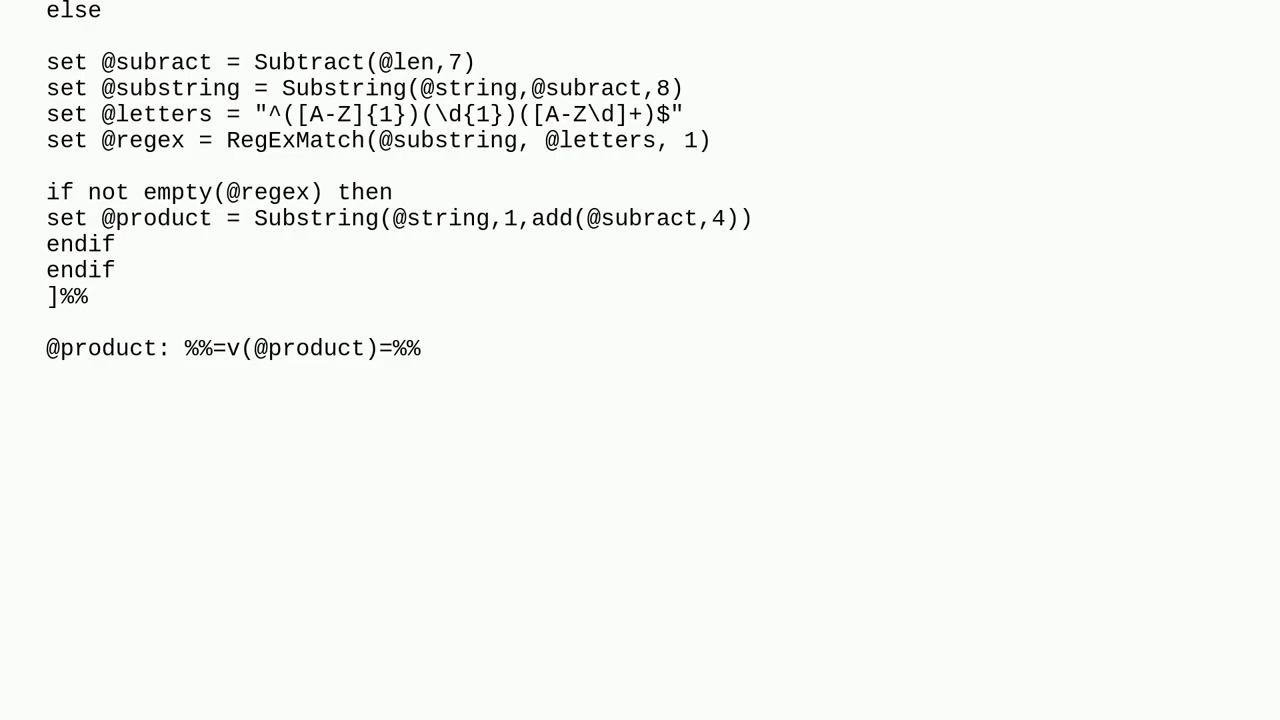 else
set @subract = Subtract(@len,7)
set @substring = Substring(@string,@subract,8)
set @letters = "^([A-Z]{1})(\d{1})([A-Z\d]+)$"
set @regex = RegExMatch(@substring, @letters, 1)
if not empty(@regex) then
set @product = Substring(@string,1,add(@subract,4))
endif
endif
]%%
@product: %%=v(@product)=%%